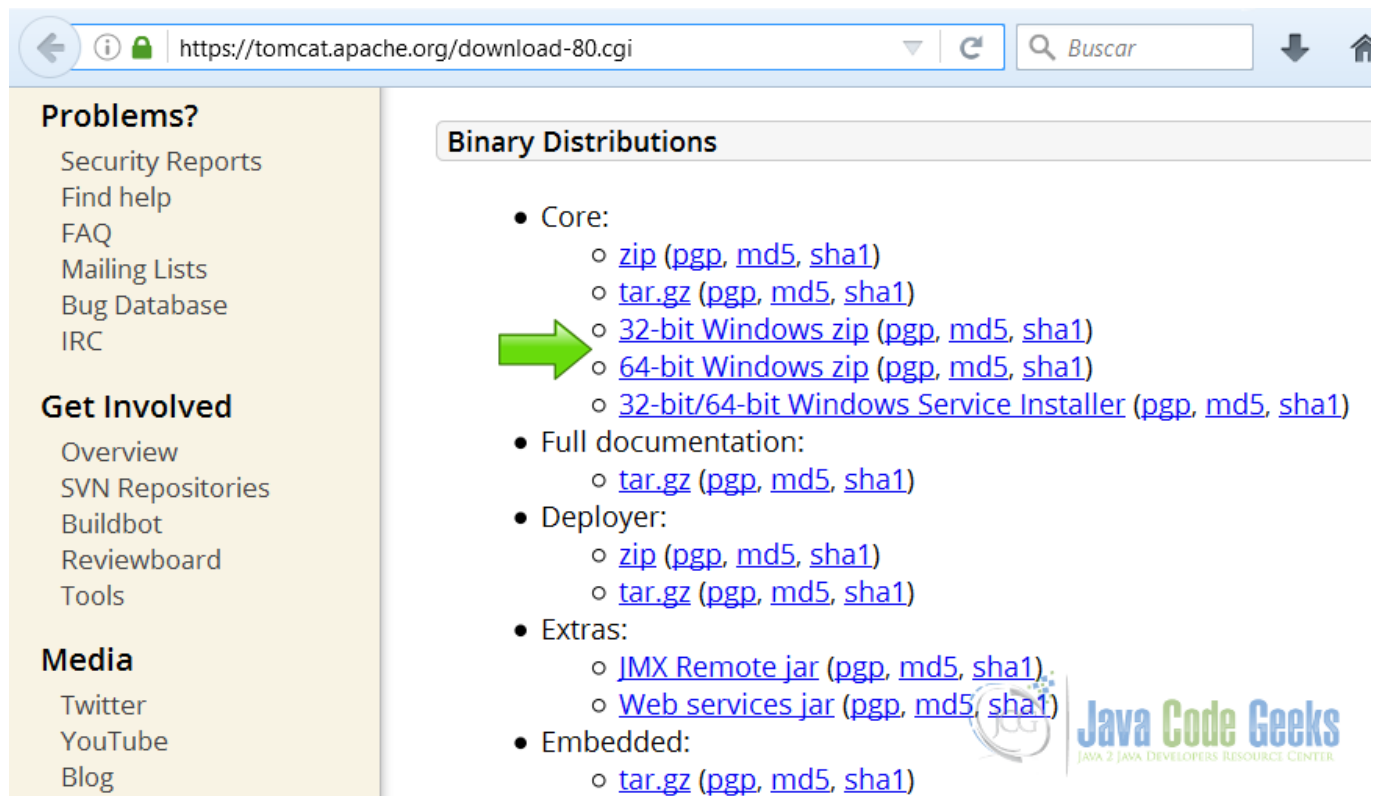 https://tomcat.apache.org/download-80.cgi
Buscar
Problems?
Security Reports
Find help
FAQ
Mailing Lists
Bug Database
IRC
Get Involved
Overview
SVN Repositories
Buildbot
Reviewboard
Tools
Media
Twitter
YouTube
Blog
Binary Distributions
Core:
zip (pgp, md5, sha1)
tar.gz (pgp, md5, sha1)
32-bit Windows zip (pgp, md5, sha1)
64-bit Windows zip (pgp, md5, sha1)
32-bit/64-bit Windows Service Installer (pgp, md5, sha1)
Full documentation:
tar.gz (pgp, md5, sha1)
Deployer:
zip (pgp, md5, sha1)
tar.gz (pgp, md5, sha1)
Extras:
JMX Remote jar (pgp, md5, sha1)
Web services jar (pgp, md5, sha1)
Embedded:
tar.gz (pgp, md5, sha1)
JCG
Java Code Geeks
JAVA 2 JAVA DEVELOPERS RESOURCE CENTER